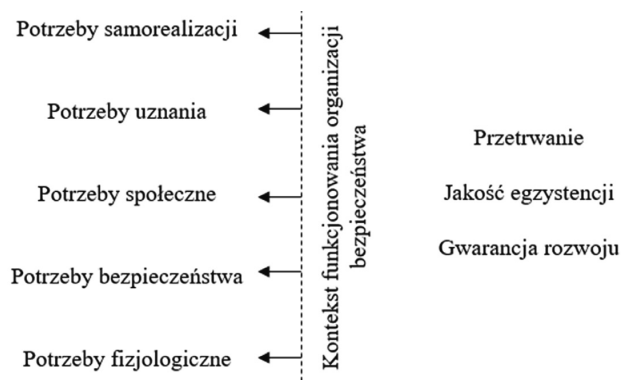 Potrzeby samorealizacji
Potrzeby uznania
Potrzeby społeczne
Potrzeby bezpieczeństwa
Potrzeby fizjologiczne
Kontekst funkcjonowania organizacji
bezpieczeństwa
Przetrwanie
Jakość egzystencji
Gwarancja rozwoju